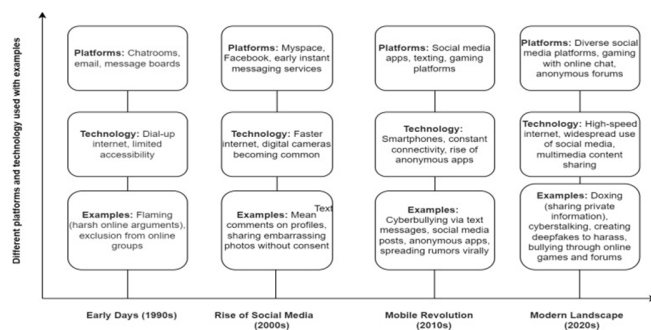 Different platforms and technology used with examples
Platforms: Chatrooms,
email, message boards
Technology: Dial-up
internet, limited
accessibility
Examples: Flaming
(harsh online arguments),
exclusion from online
groups
Early Days (1990s)
Platforms: Myspace,
Facebook, early instant
messaging services
Technology: Faster
internet, digital cameras
becoming common
Text
Examples: Mean
comments on profiles,
sharing embarrassing
photos without consent
Rise of Social Media
(2000s)
Platforms: Social media
apps, texting, gaming
platforms
Technology:
Smartphones, constant
connectivity, rise of
anonymous apps
Examples:
Cyberbullying via text
messages, social media
posts, anonymous apps,
spreading rumors virally
Mobile Revolution
(2010s)
Platforms: Diverse social
media platforms, gaming
with online chat,
anonymous forums
Technology: High-speed
internet, widespread use
of social media,
multimedia content
sharing
Examples: Doxing
(sharing private
information),
cyberstalking, creating
deepfakes to harass,
bullying through online
games and forums
Modern Landscape
(2020s)